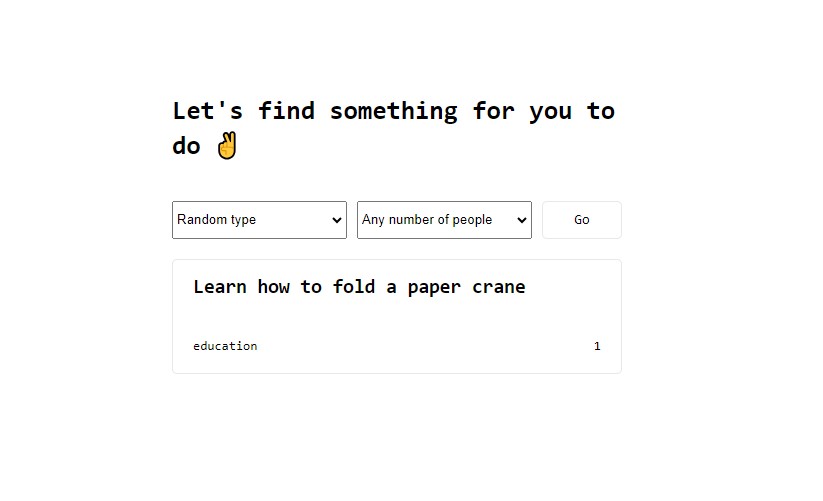 Let's find something for you to
do ✌️
Random type Any number of people Go
Learn how to fold a paper crane
education 1